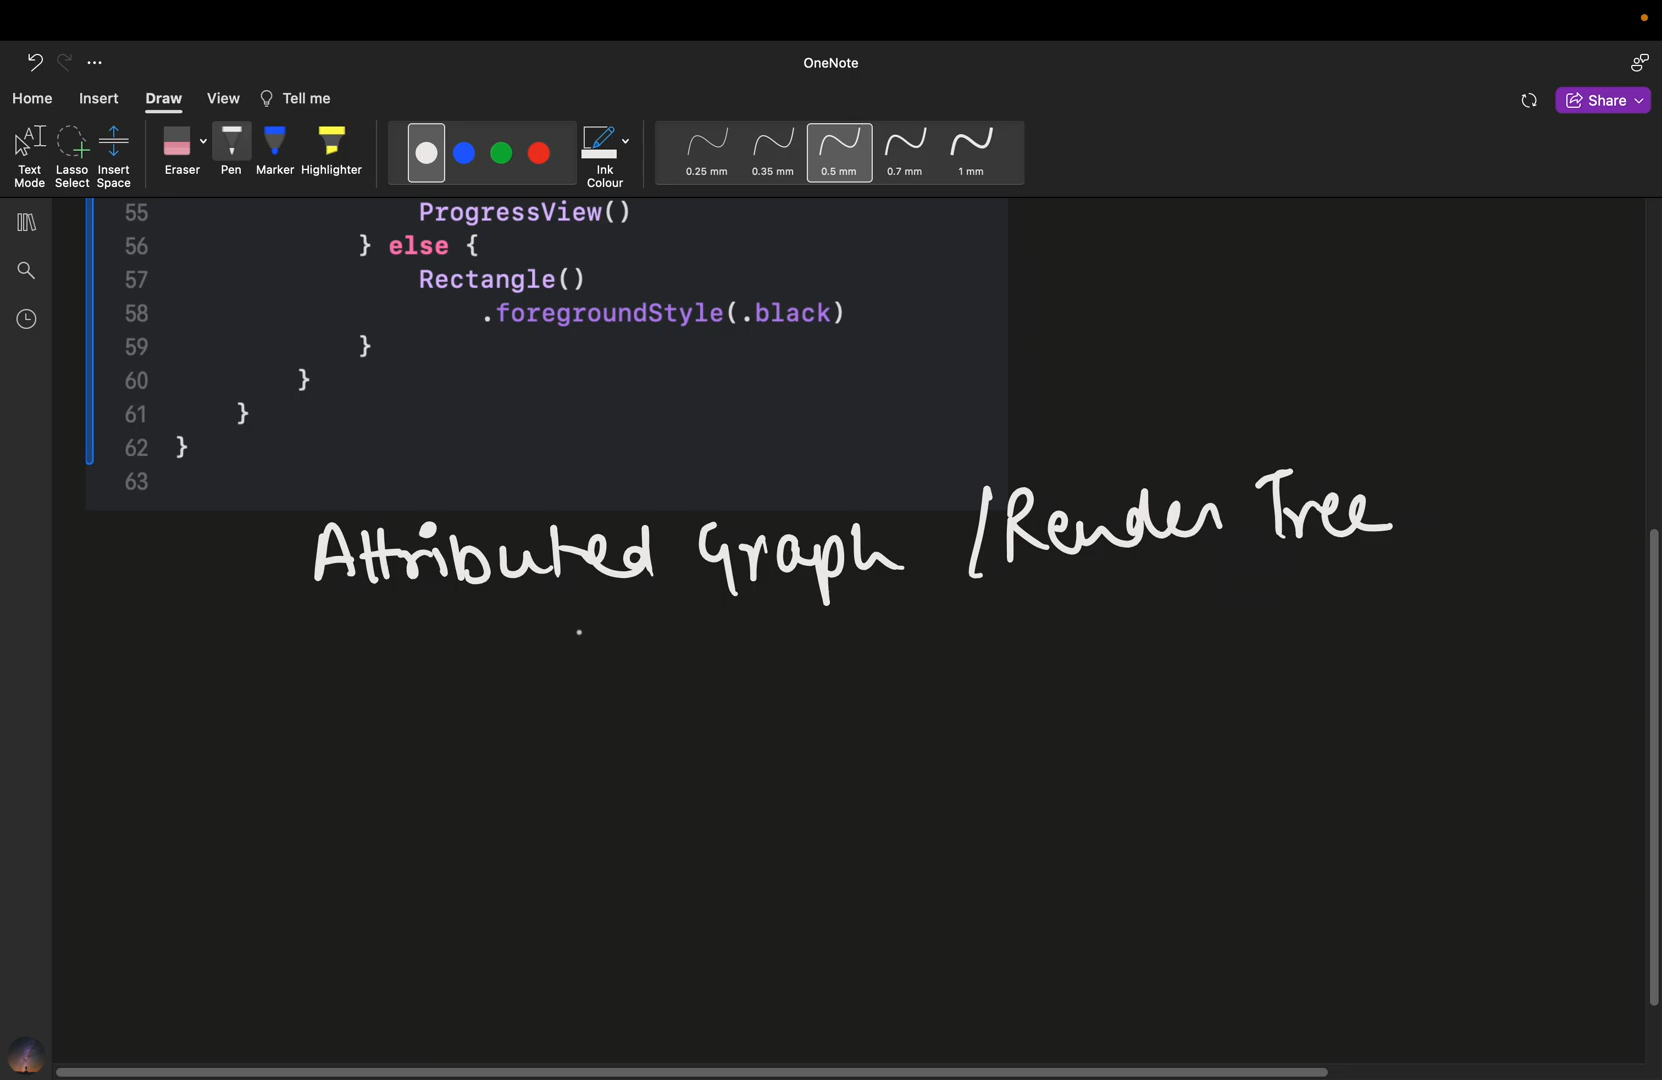 OneNote
Home Insert Draw View Tell me
Share
Text Mode
Lasso Select
Insert Space
Eraser
Pen
Marker
Highlighter
Ink Colour
0.25 mm
0.35 mm
0.5 mm
0.7 mm
1 mm
55 ProgressView()
56 } else {
57 Rectangle()
58 .foregroundStyle(.black)
59 }
60 }
61 }
62 }
63
Attributed Graph / Render Tree